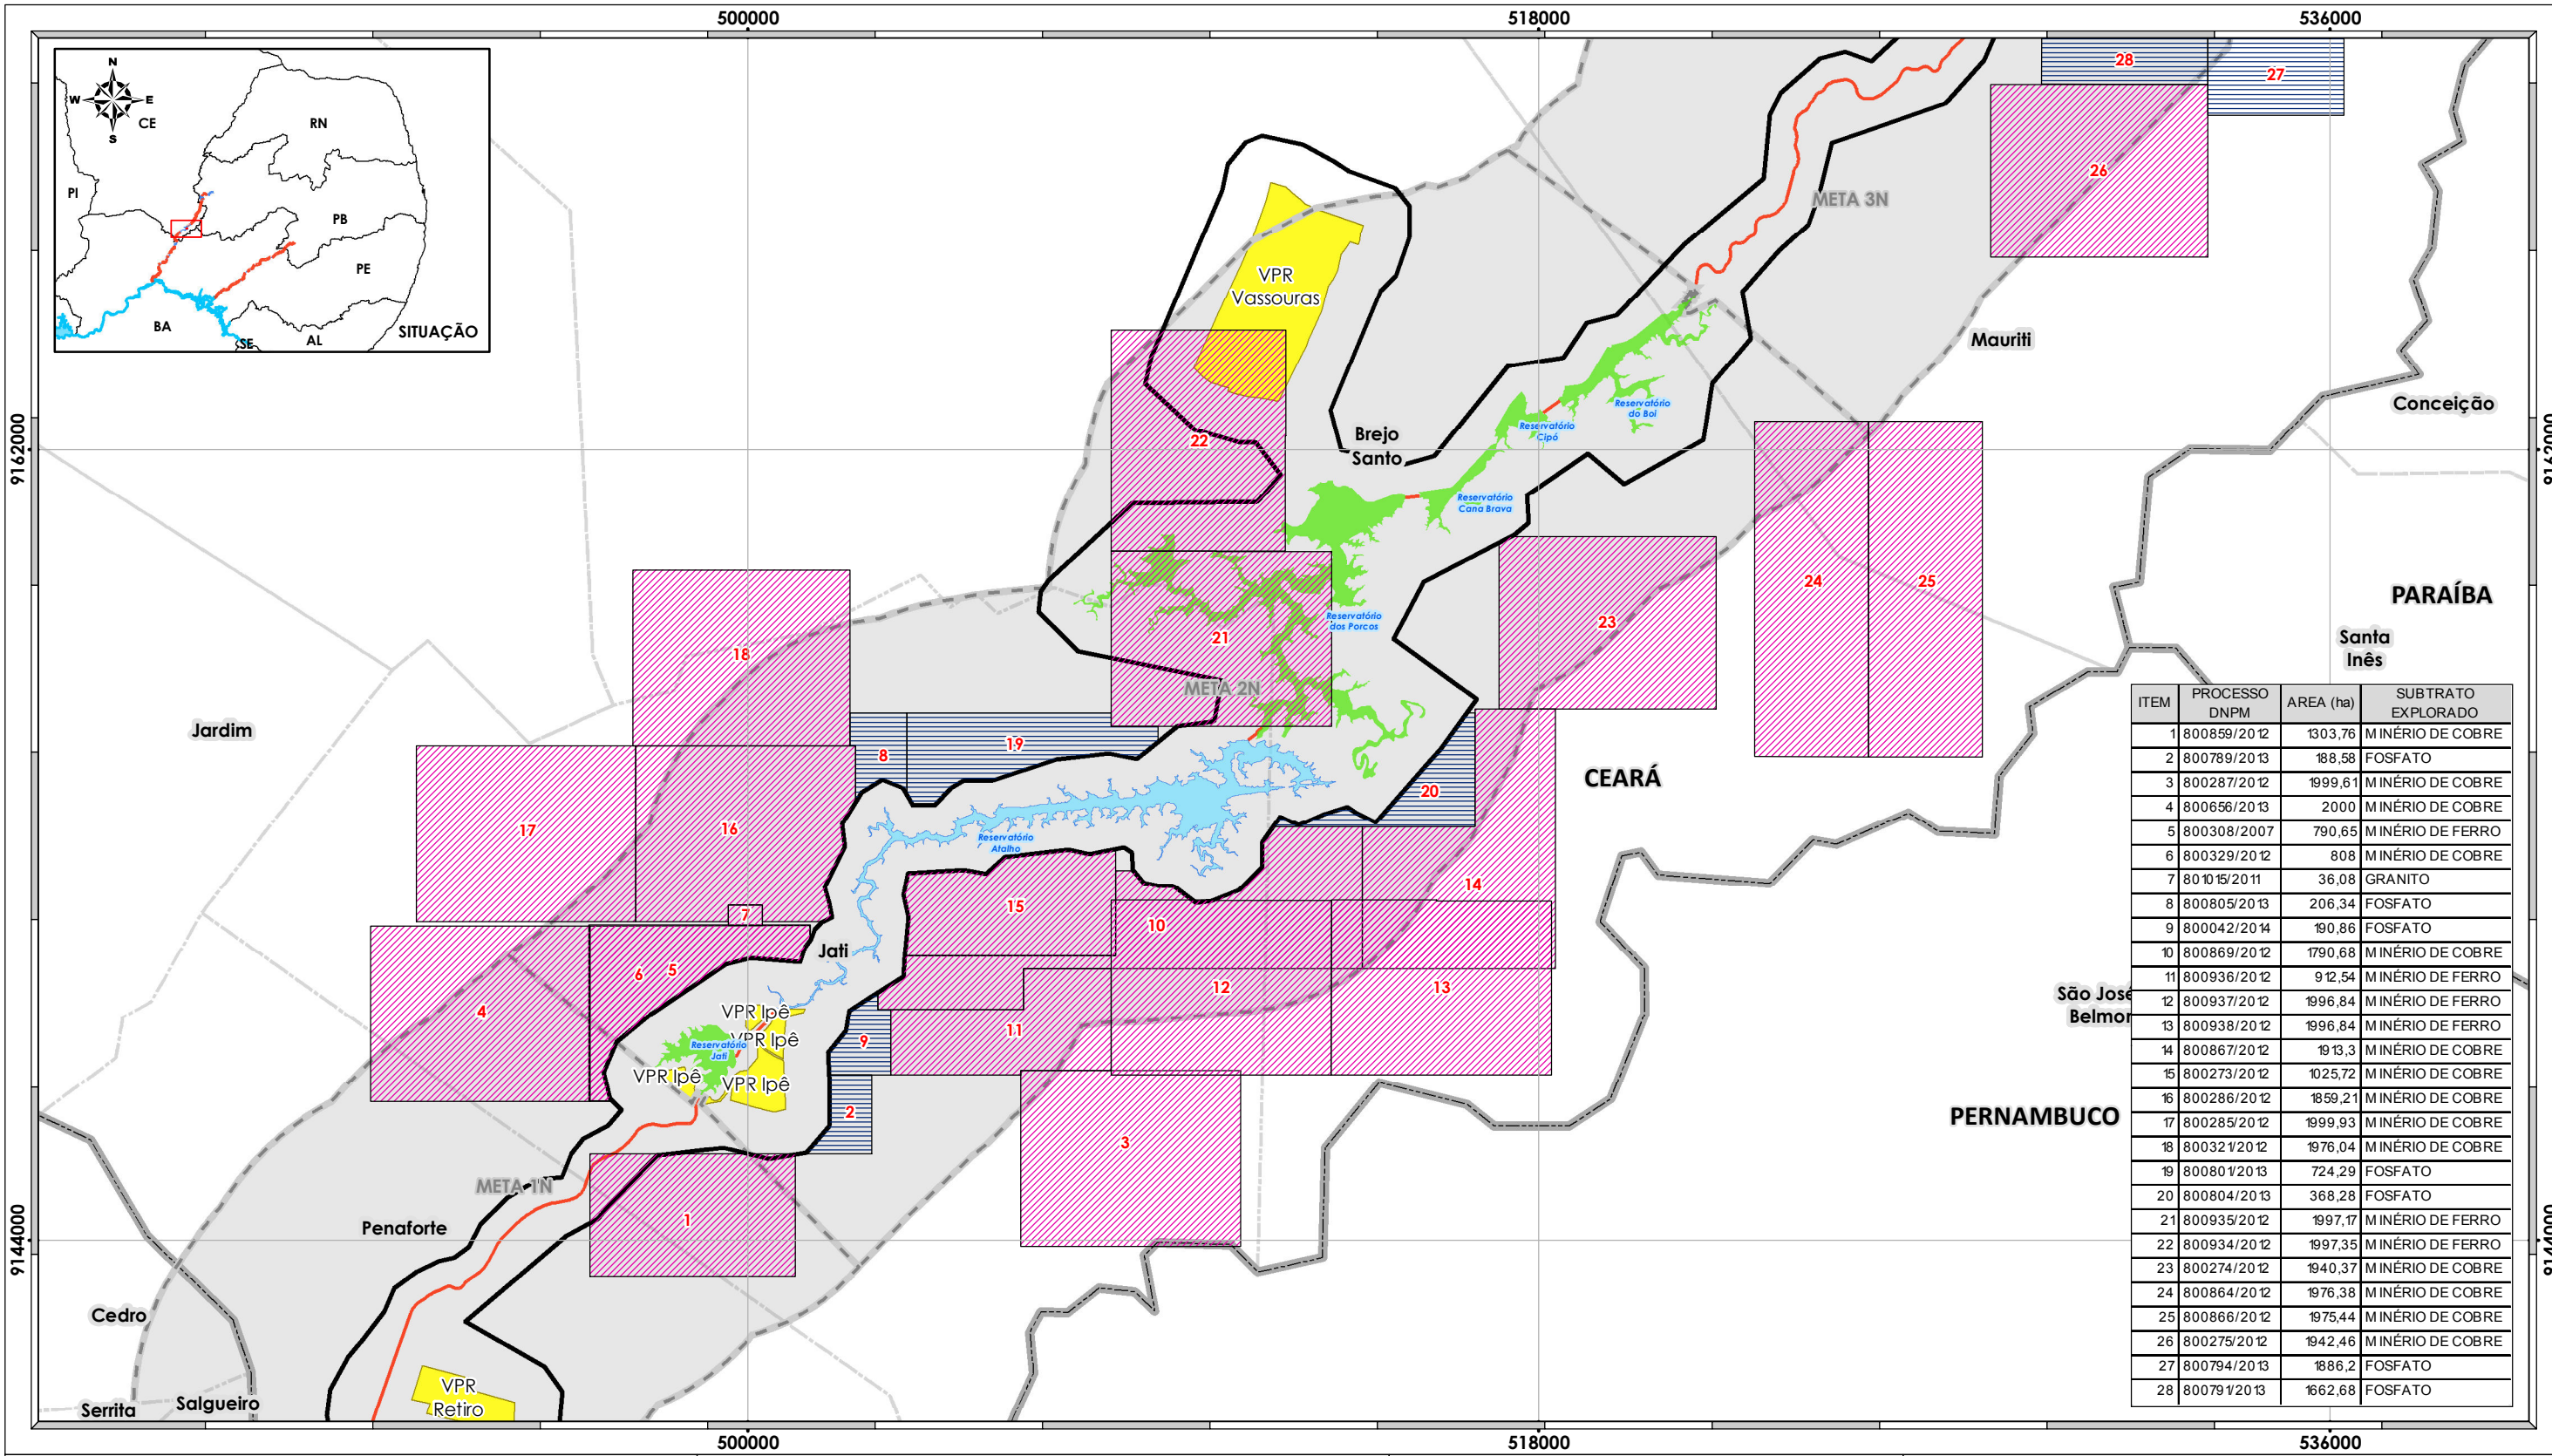 500000 518000 536000
N
W E
S
CE
RN
PI
PB
PE
BA
SE
AL
SITUAÇÃO
28
27
26
META 3N
VPR
Vassouras
Mauriti
Conceição
Reservatório
do Boi
Reservatório
Cipó
Brejo
Santo
22
9162000
9162000
Reservatório
Cana Brava
24
25
PARAÍBA
23
Reservatório
dos Porcos
21
Santa
Inês
18
META 2N
Jardim
19
8
CEARÁ
20
17
16
Reservatório
Atalho
14
15
7
10
Jati
6
5
12
13
São José
Belmon
4
VPR Ipê
11
VPR Ipê
9
Reservatório
Jati
VPR Ipê
VPR Ipê
2
PERNAMBUCO
3
META 1N
1
Penaforte
9144000
9144000
Cedro
VPR
Retiro
Salgueiro
Serrita
ITEM PROCESSO DNPM AREA (ha) SUBTRATO EXPLORADO
1 800859/2012 1303,76 MINÉRIO DE COBRE
2 800789/2013 188,58 FOSFATO
3 800287/2012 1999,61 MINÉRIO DE COBRE
4 800656/2013 2000 MINÉRIO DE COBRE
5 800308/2007 790,65 MINÉRIO DE FERRO
6 800329/2012 808 MINÉRIO DE COBRE
7 801015/2011 36,08 GRANITO
8 800805/2013 206,34 FOSFATO
9 800042/2014 190,86 FOSFATO
10 800869/2012 1790,68 MINÉRIO DE COBRE
11 800936/2012 912,54 MINÉRIO DE FERRO
12 800937/2012 1996,84 MINÉRIO DE FERRO
13 800938/2012 1996,84 MINÉRIO DE FERRO
14 800867/2012 1913,3 MINÉRIO DE COBRE
15 800273/2012 1025,72 MINÉRIO DE COBRE
16 800286/2012 1859,21 MINÉRIO DE COBRE
17 800285/2012 1999,93 MINÉRIO DE COBRE
18 800321/2012 1976,04 MINÉRIO DE COBRE
19 800801/2013 724,29 FOSFATO
20 800804/2013 368,28 FOSFATO
21 800935/2012 1997,17 MINÉRIO DE FERRO
22 800934/2012 1997,35 MINÉRIO DE FERRO
23 800274/2012 1940,37 MINÉRIO DE COBRE
24 800864/2012 1976,38 MINÉRIO DE COBRE
25 800866/2012 1975,44 MINÉRIO DE COBRE
26 800275/2012 1942,46 MINÉRIO DE COBRE
27 800794/2013 1886,2 FOSFATO
28 800791/2013 1662,68 FOSFATO
500000 518000 536000